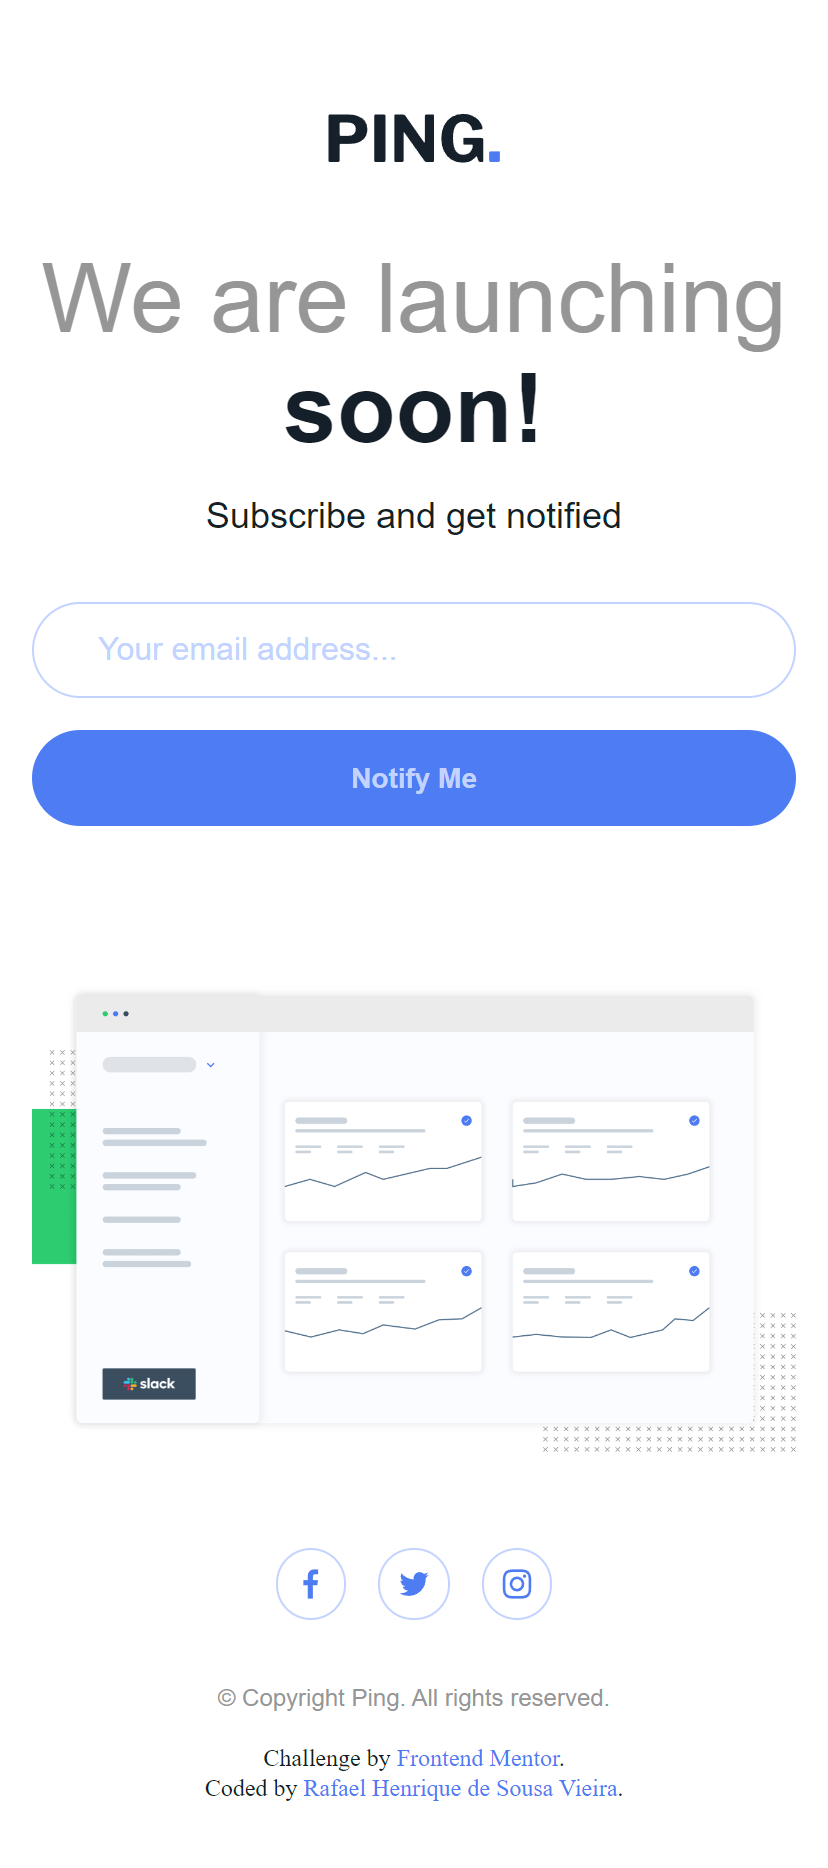 PING.
We are launching
soon!
Subscribe and get notified
Your email address...
Notify Me
slack
© Copyright Ping. All rights reserved.
Challenge by Frontend Mentor.
Coded by Rafael Henrique de Sousa Vieira.